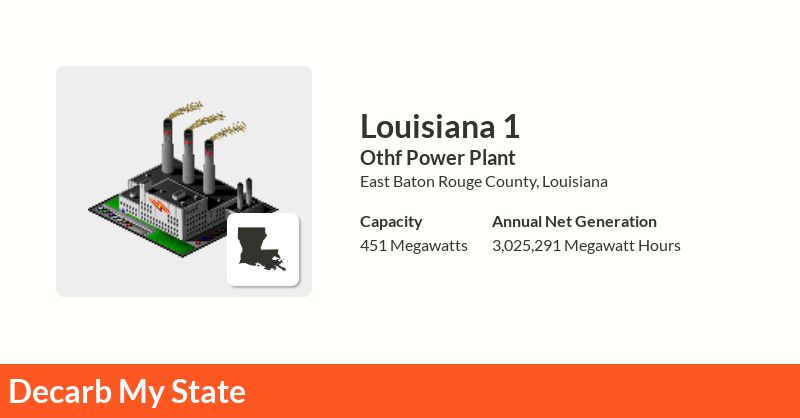 Louisiana 1
Othf Power Plant
East Baton Rouge County, Louisiana
Capacity
451 Megawatts
Annual Net Generation
3,025,291 Megawatt Hours
Decarb My State